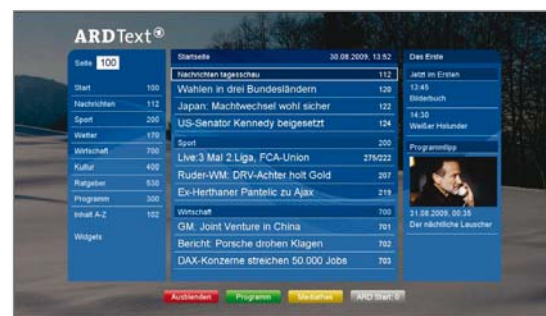 ARDText
Seite 100
Start 100
Nachrichten 112
Sport 200
Wetter 170
Wirtschaft 700
Kultur 400
Ratgeber 530
Programm 300
Inhalt A-Z 102
Widgets
Startseite 30.08.2009, 13:52
Nachrichten tagesschau 112
Wahlen in drei Bundesländern 120
Japan: Machtwechsel wohl sicher 122
US-Senator Kennedy beigesetzt 124
Sport 200
Live:3 Mal 2.Liga, FCA-Union 275/222
Ruder-WM: DRV-Achter holt Gold 207
Ex-Herthaner Pantelic zu Ajax 219
Wirtschaft 700
GM, Joint Venture in China 701
Bericht: Porsche drohen Klagen 702
DAX-Konzerne streichen 50.000 Jobs 703
Das Erste
Jetzt im Ersten
13:45
Bilderbuch
14:30
Weißer Holunder
Programmtipp
31.08.2009, 00:35
Der nächtliche Lauscher
Ausblenden Programm Mediathek ARD Start: 0